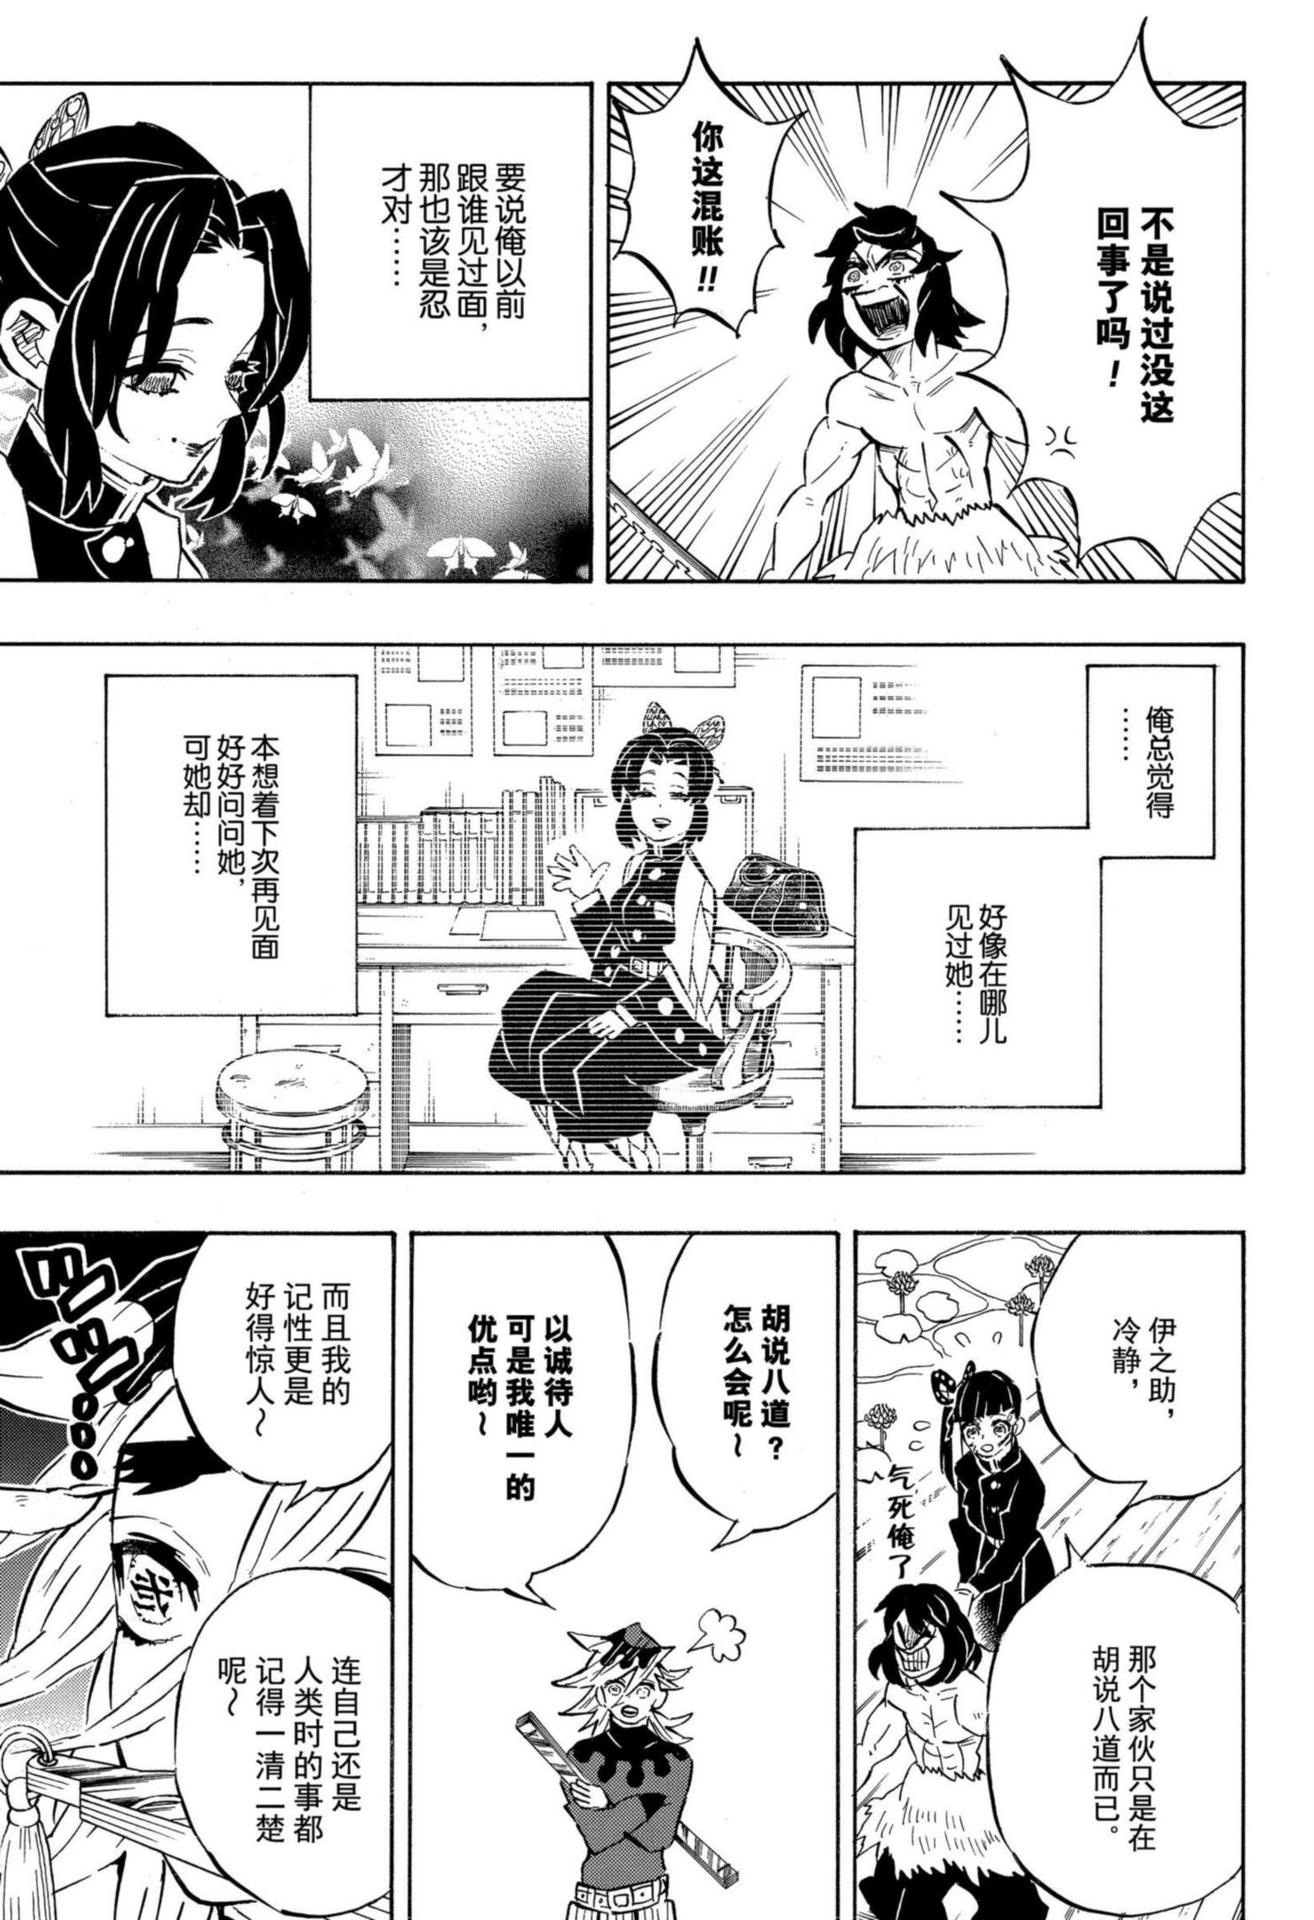 不是说过没这
回事了吗！
你这混账!!
要说俺以前
跟谁见过面，
那也该是忍
才对……
俺总觉得
……
好像在哪儿
见过她……
本想着下次再见面
好好问问她，
可她却……
伊之助，
冷静，
气死俺了
那个家伙只是在
胡说八道而已。
胡说八道？
怎么会呢～
以诚待人
可是我唯一的
优点哟～
而且我的
记性更是
好得惊人～
连自己还是
人类时的事都
记得一清二楚
呢～